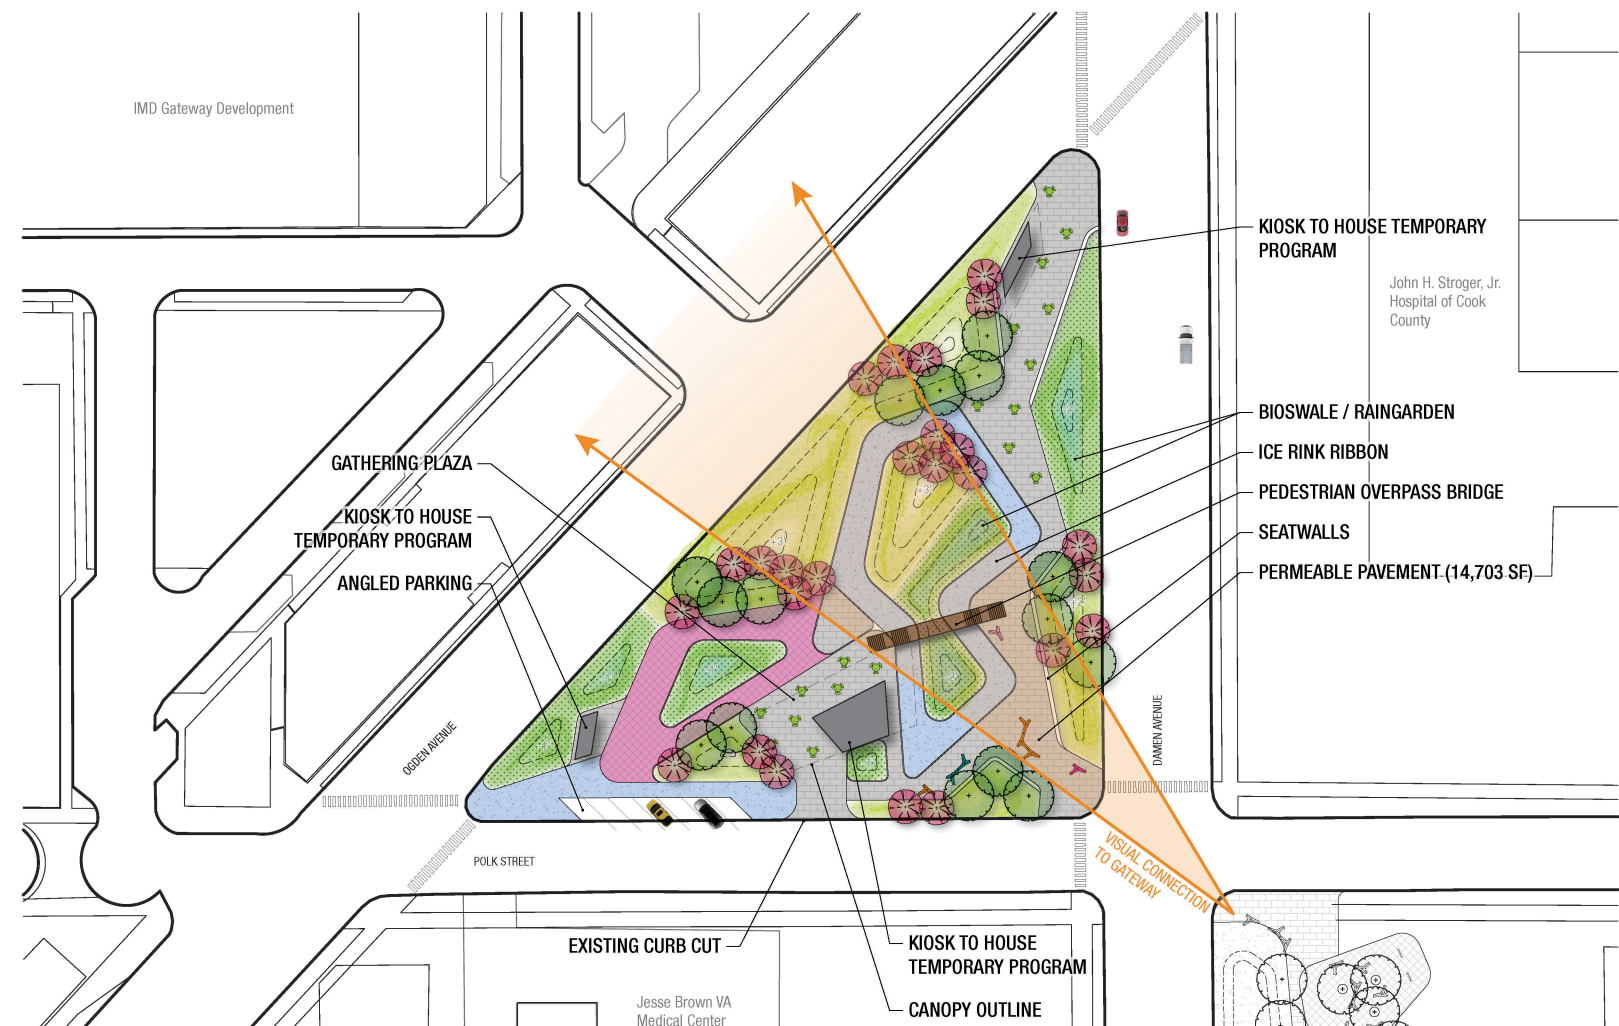 IMD Gateway Development
KIOSK TO HOUSE TEMPORARY
PROGRAM
John H. Stroger, Jr.
Hospital of Cook
County
BIOSWALE / RAINGARDEN
ICE RINK RIBBON
PEDESTRIAN OVERPASS BRIDGE
SEATWALLS
PERMEABLE PAVEMENT (14,703 SF)
GATHERING PLAZA
KIOSK TO HOUSE
TEMPORARY PROGRAM
ANGLED PARKING
+3'
+3'
OGDEN AVENUE
DAMEN AVENUE
POLK STREET
VISUAL CONNECTION
TO GATEWAY
EXISTING CURB CUT
KIOSK TO HOUSE
TEMPORARY PROGRAM
CANOPY OUTLINE
Jesse Brown VA
Medical Center